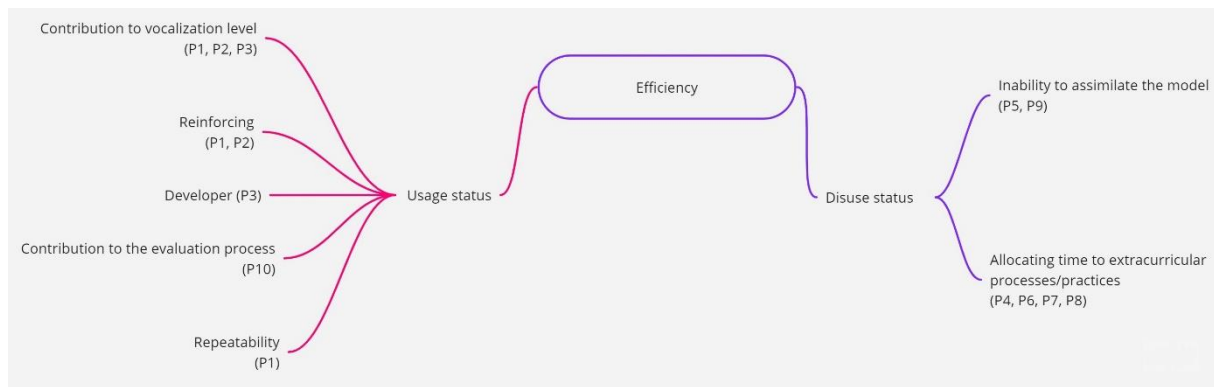 Contribution to vocalization level
(P1, P2, P3)
Reinforcing
(P1, P2)
Developer (P3)
Contribution to the evaluation process
(P10)
Repeatability
(P1)
Usage status
Efficiency
Disuse status
Inability to assimilate the model
(P5, P9)
Allocating time to extracurricular
processes/practices
(P4, P6, P7, P8)